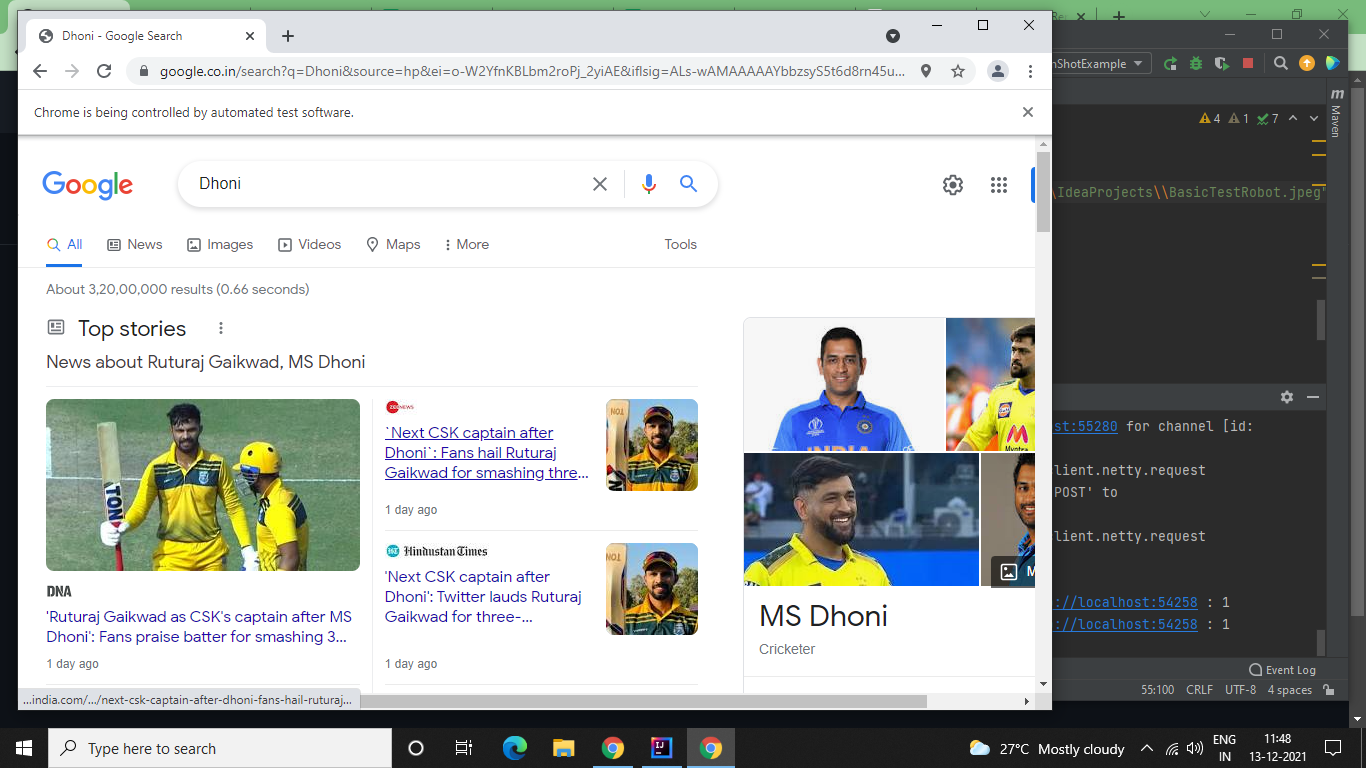 Dhoni - Google Search
google.co.in/search?q=Dhoni&source=hp&ei=o-W2YfnKBLbm2roPj_2yiAE&iflsig=ALs-wAMAAAAAYbbzsyS5t6d8rn45u...
Chrome is being controlled by automated test software.
Google
Dhoni
All
News
Images
Videos
Maps
More
Tools
About 3,20,00,000 results (0.66 seconds)
Top stories
News about Ruturaj Gaikwad, MS Dhoni
TON
DNA
'Ruturaj Gaikwad as CSK's captain after MS
Dhoni': Fans praise batter for smashing 3...
1 day ago
ZEE NEWS
`Next CSK captain after
Dhoni`: Fans hail Ruturaj
Gaikwad for smashing thre...
1 day ago
HT Hindustan Times
'Next CSK captain after
Dhoni': Twitter lauds Ruturaj
Gaikwad for three-...
1 day ago
INDIA
Myntra
M
MS Dhoni
Cricketer
...india.com/.../next-csk-captain-after-dhoni-fans-hail-ruturaj...
nShotExample
4 1 7
m
Maven
\IdeaProjects\\BasicTestRobot.jpeg"
st:55280 for channel [id:
lient.netty.request
POST' to
lient.netty.request
://localhost:54258 : 1
://localhost:54258 : 1
Event Log
55:100 CRLF UTF-8 4 spaces
Type here to search
27°C Mostly cloudy
ENG
IN
11:48
13-12-2021